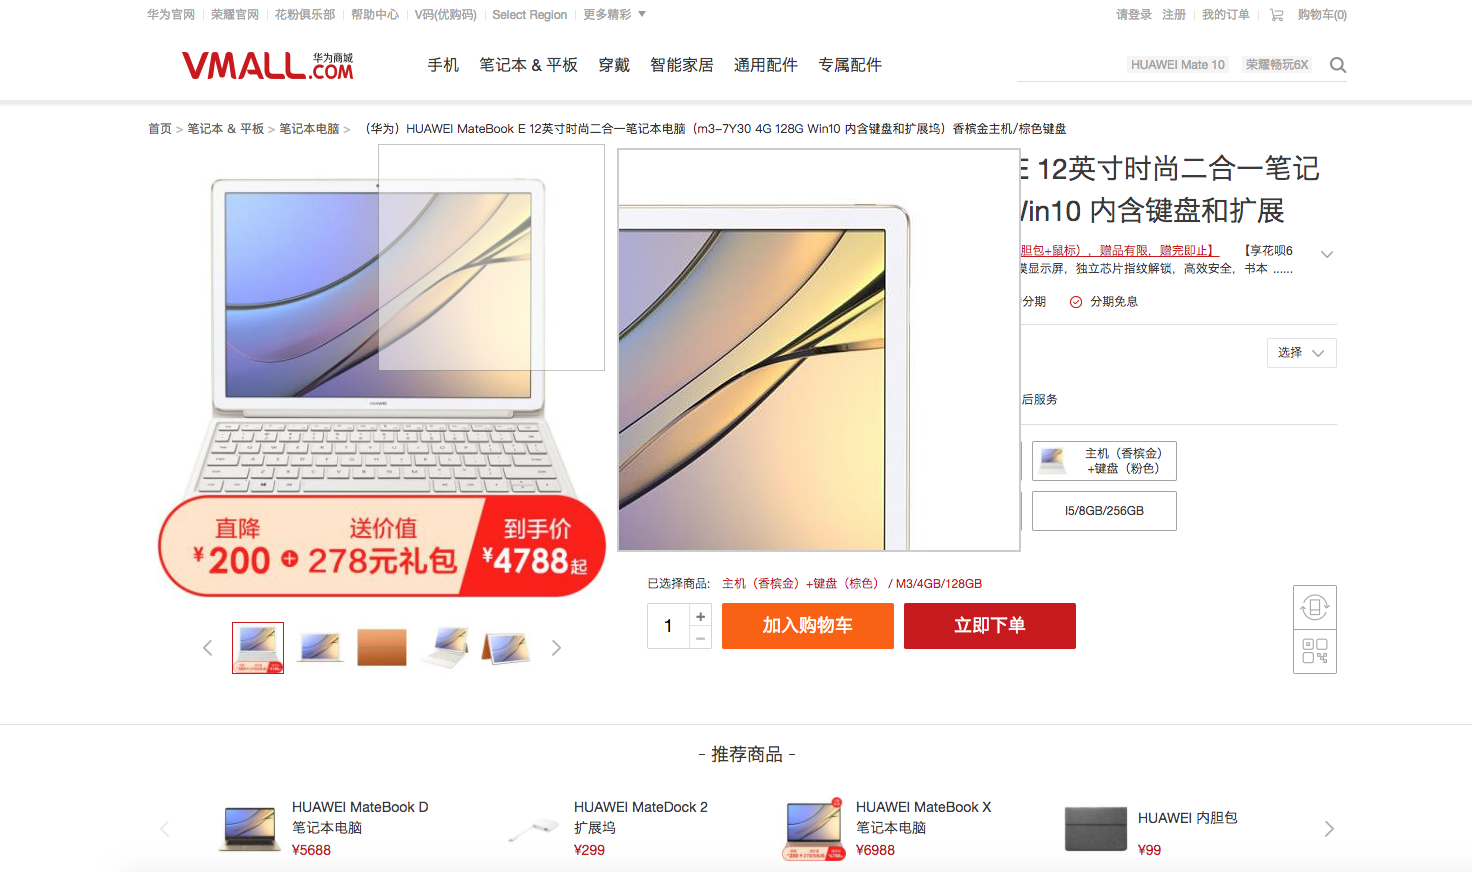 华为官网 荣耀官网 花粉俱乐部 帮助中心 V码(优购码) Select Region 更多精彩 请登录 注册 我的订单 购物车(0)
VMALL.COM 华为商城
手机 笔记本 & 平板 穿戴 智能家居 通用配件 专属配件 HUAWEI Mate 10 荣耀畅玩6X
首页 > 笔记本 & 平板 > 笔记本电脑 > （华为）HUAWEI MateBook E 12英寸时尚二合一笔记本电脑（m3-7Y30 4G 128G Win10 内含键盘和扩展坞）香槟金主机/棕色键盘
E 12英寸时尚二合一笔记
Win10 内含键盘和扩展
胆包+鼠标），赠品有限，赠完即止】 【享花呗6
显示屏，独立芯片指纹解锁，高效安全，书本 ......
分期 分期免息
选择
后服务
主机（香槟金）
+键盘（粉色）
I5/8GB/256GB
HUAWEI
直降 送价值 到手价
¥200 + 278元礼包 ¥4788起
已选择商品: 主机（香槟金）+键盘（棕色） / M3/4GB/128GB
1 + − 加入购物车 立即下单
- 推荐商品 -
HUAWEI MateBook D
笔记本电脑
¥5688
HUAWEI MateDock 2
扩展坞
¥299
HUAWEI MateBook X
笔记本电脑
¥6988
HUAWEI 内胆包
¥99